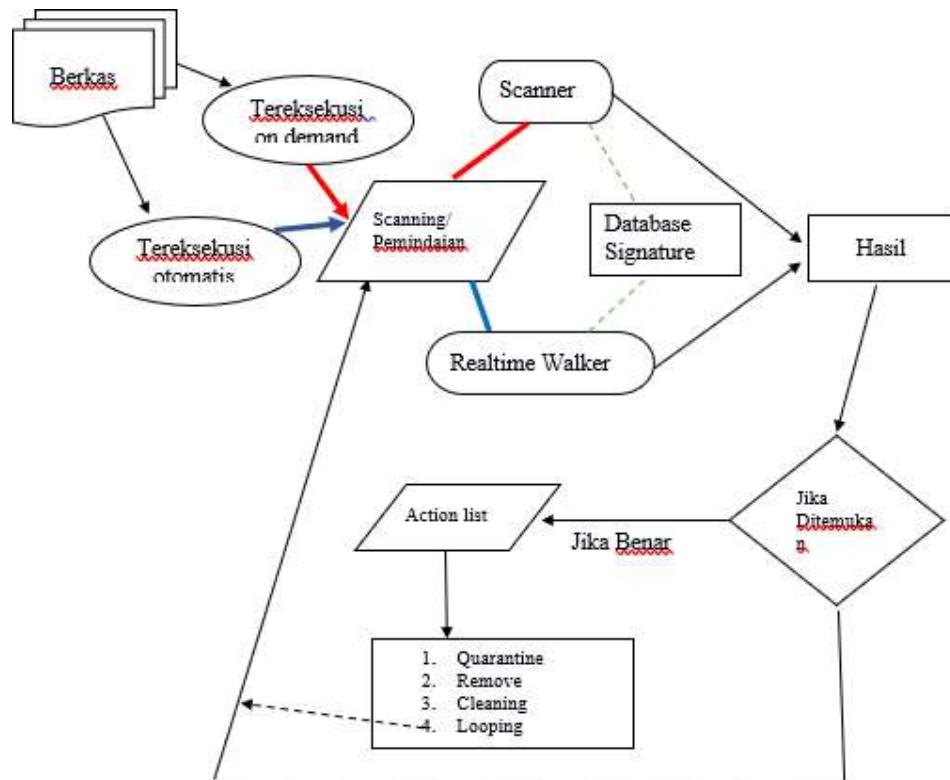 Berkas
Tereksekusi
on demand
Tereksekusi
otomatis
Scanning/
Pemindaian
Scanner
Database
Signature
Realtime Walker
Hasil
Jika
Ditemuka
n
Jika Benar
Action list
1. Quarantine
2. Remove
3. Cleaning
4. Looping